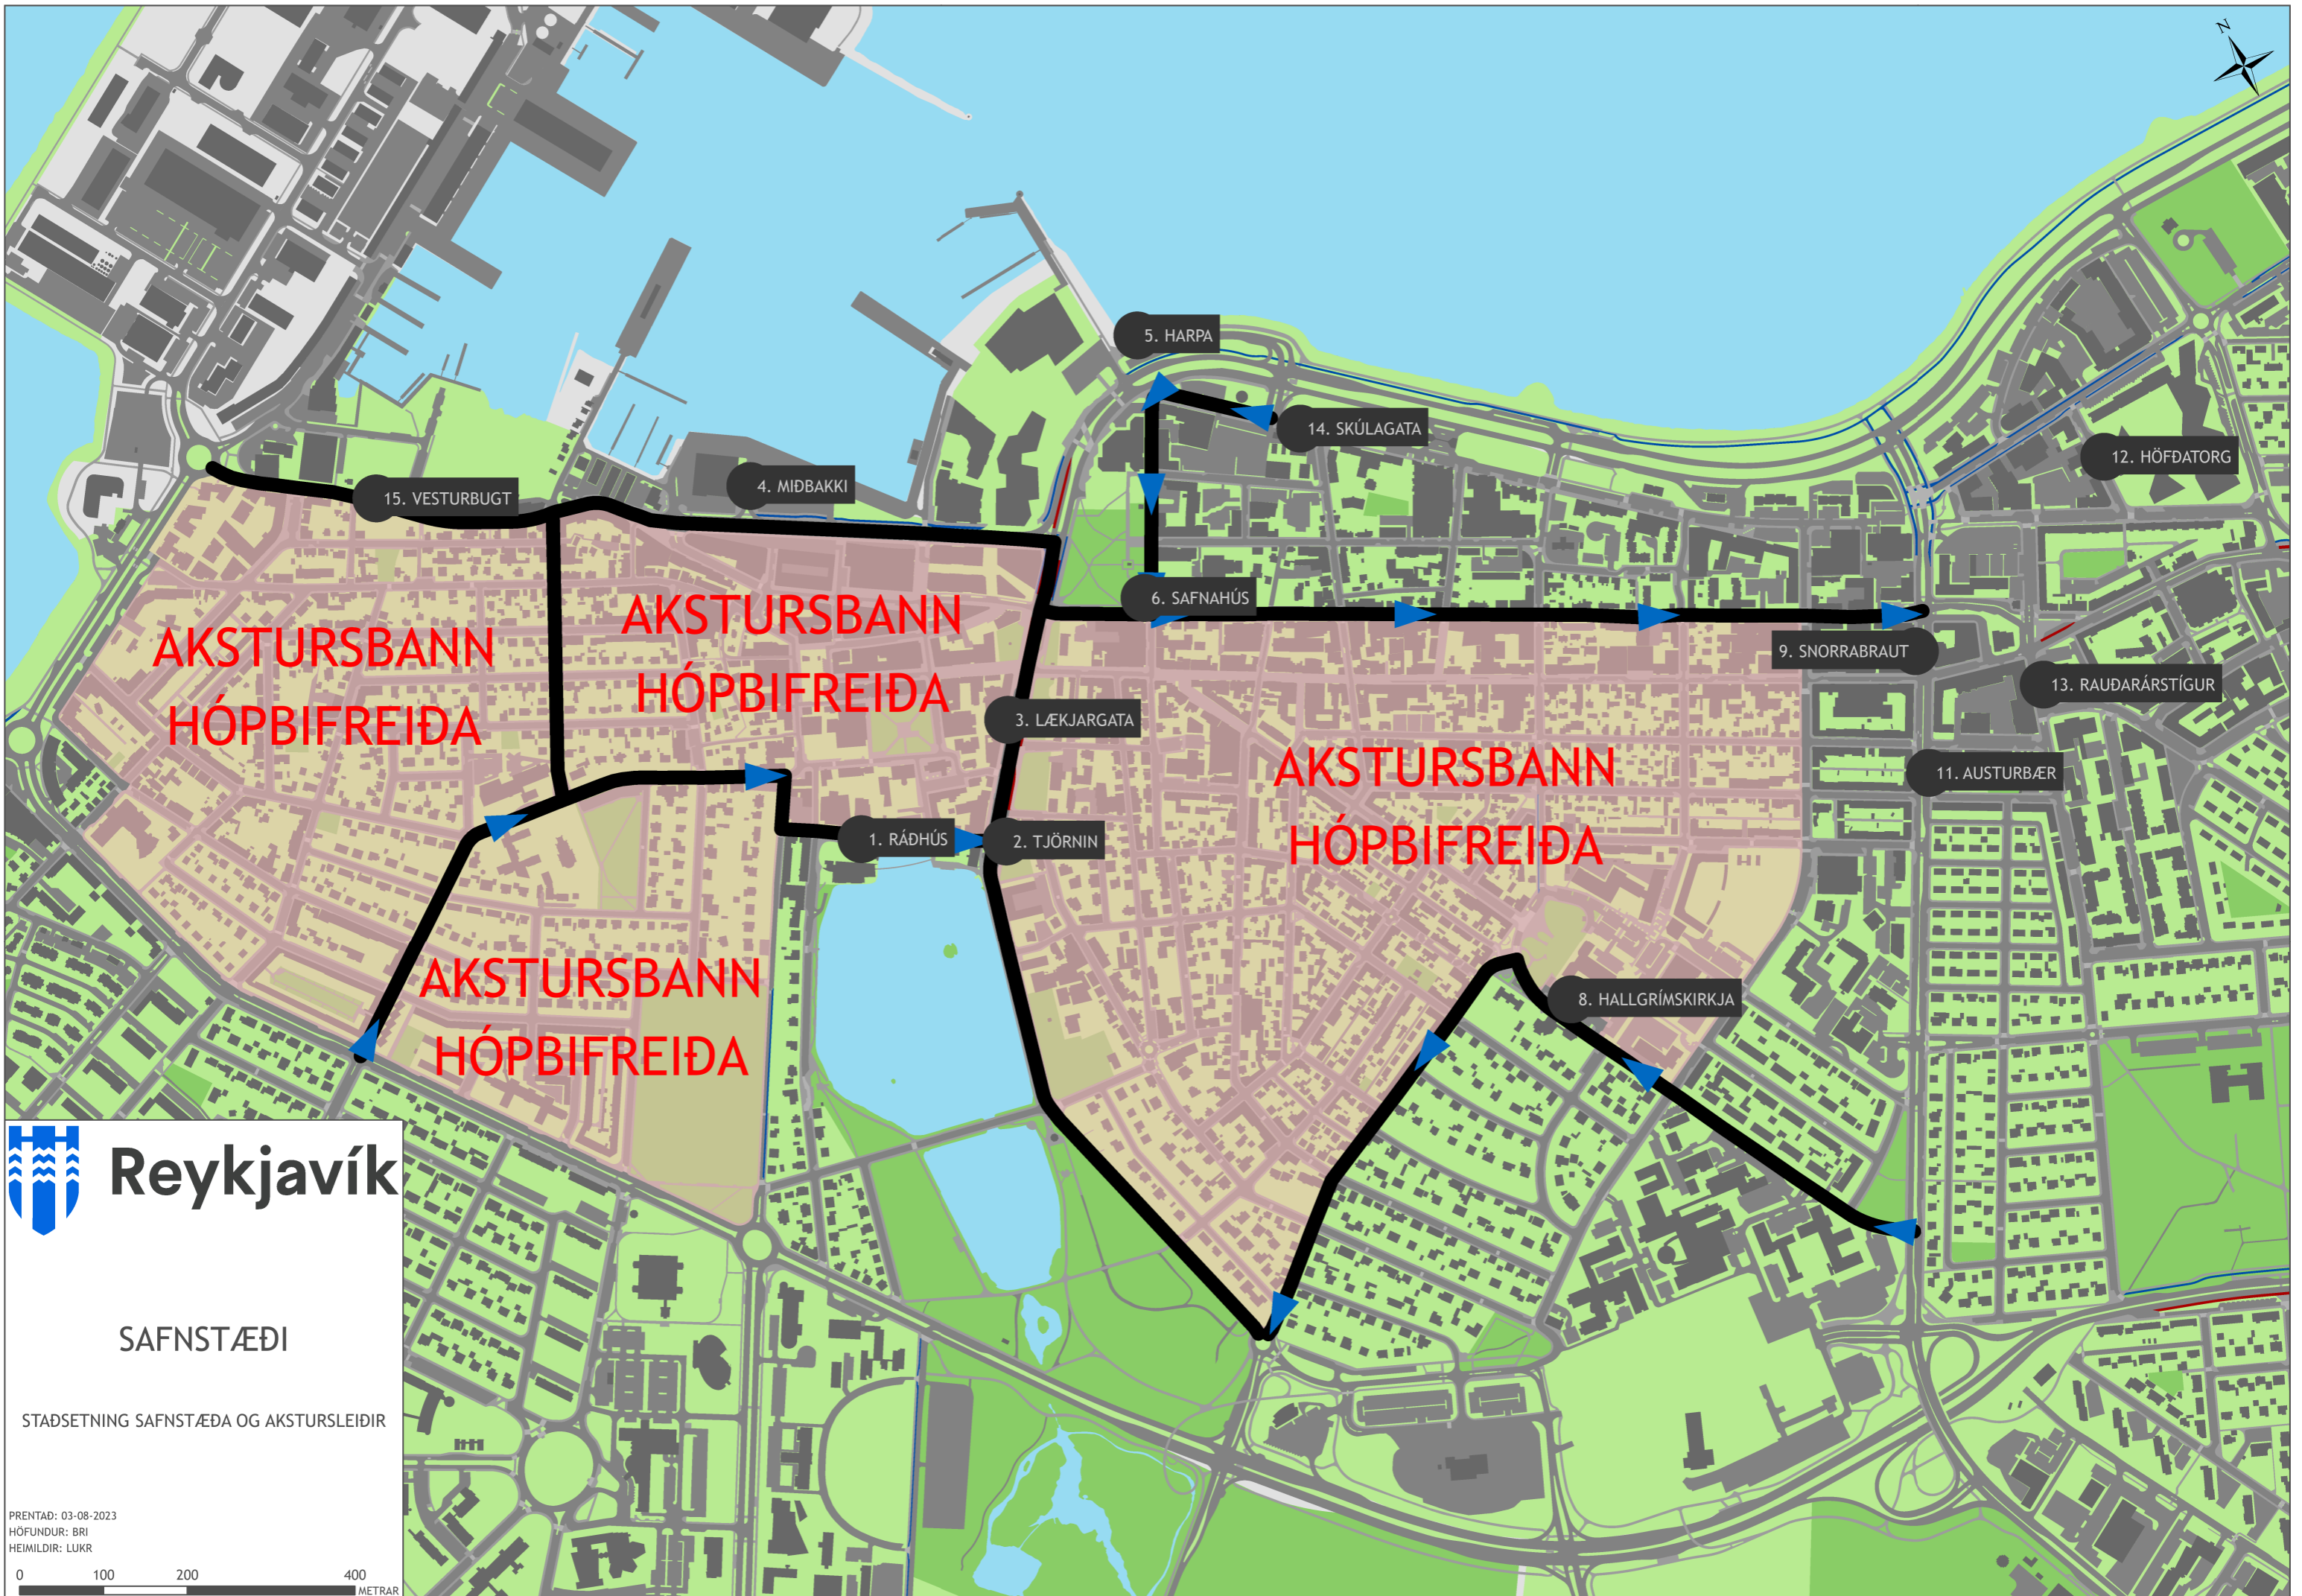 N
5. HARPA
14. SKÚLAGATA
12. HÖFÐATORG
4. MIÐBAKKI
15. VESTURBUGT
6. SAFNAHÚS
AKSTURSBANN
HÓPBIFREIÐA
AKSTURSBANN
HÓPBIFREIÐA
9. SNORRABRAUT
13. RAUÐARÁRSTÍGUR
3. LÆKJARGATA
AKSTURSBANN
HÓPBIFREIÐA
11. AUSTURBÆR
1. RÁÐHÚS
2. TJÖRNIN
AKSTURSBANN
HÓPBIFREIÐA
8. HALLGRÍMSKIRKJA
Reykjavík
SAFNSTÆÐI
STAÐSETNING SAFNSTÆÐA OG AKSTURSLEIÐIR
PRENTAÐ: 03-08-2023
HÖFUNDUR: BRI
HEIMILDIR: LUKR
0 100 200 400
METRAR